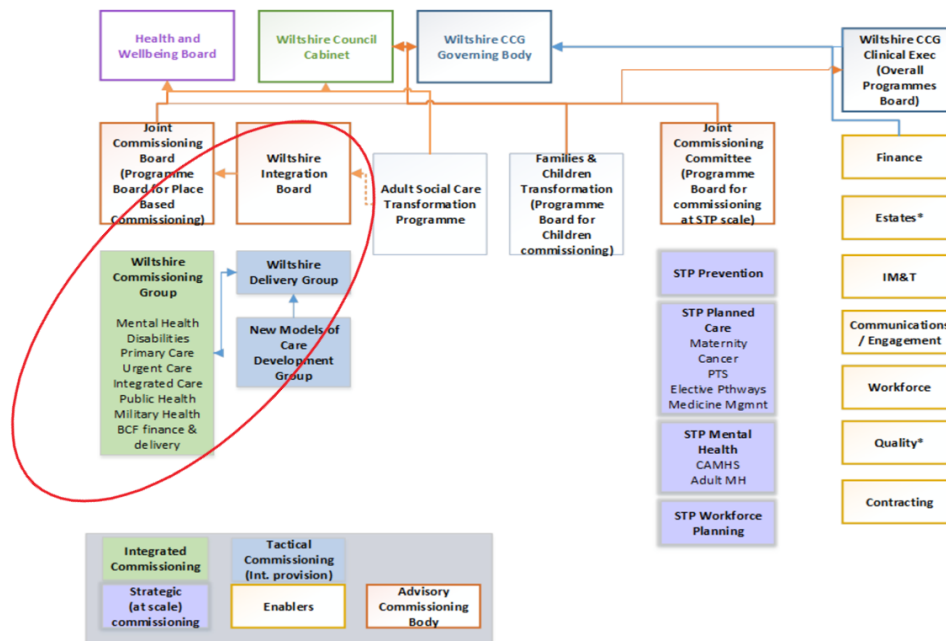 Health and
Wellbeing Board
Wiltshire Council
Cabinet
Wiltshire CCG
Governing Body
Wiltshire CCG
Clinical Exec
(Overall
Programmes
Board)
Joint
Commissioning
Board
(Programme
Board for Place
Based
Commissioning)
Wiltshire
Integration
Board
Adult Social Care
Transformation
Programme
Families &
Children
Transformation
(Programme
Board for
Children
commissioning)
Joint
Commissioning
Committee
(Programme
Board for
commissioning
at STP scale)
Finance
Estates*
IM&T
Communications
/ Engagement
Workforce
Quality*
Contracting
Wiltshire
Commissioning
Group
Mental Health
Disabilities
Primary Care
Urgent Care
Integrated Care
Public Health
Military Health
BCF finance &
delivery
Wiltshire
Delivery Group
New Models of
Care
Development
Group
STP Prevention
STP Planned
Care
Maternity
Cancer
PTS
Elective Pthways
Medicine Mgmnt
STP Mental
Health
CAMHS
Adult MH
STP Workforce
Planning
Integrated
Commissioning
Tactical
Commissioning
(Int. provision)
Strategic
(at scale)
commissioning
Enablers
Advisory
Commissioning
Body